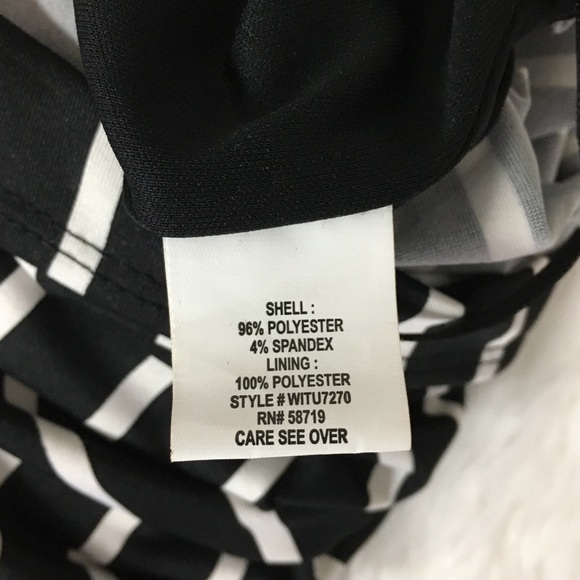 SHELL :
96% POLYESTER
4% SPANDEX
LINING :
100% POLYESTER
STYLE # WITU7270
RN# 58719
CARE SEE OVER